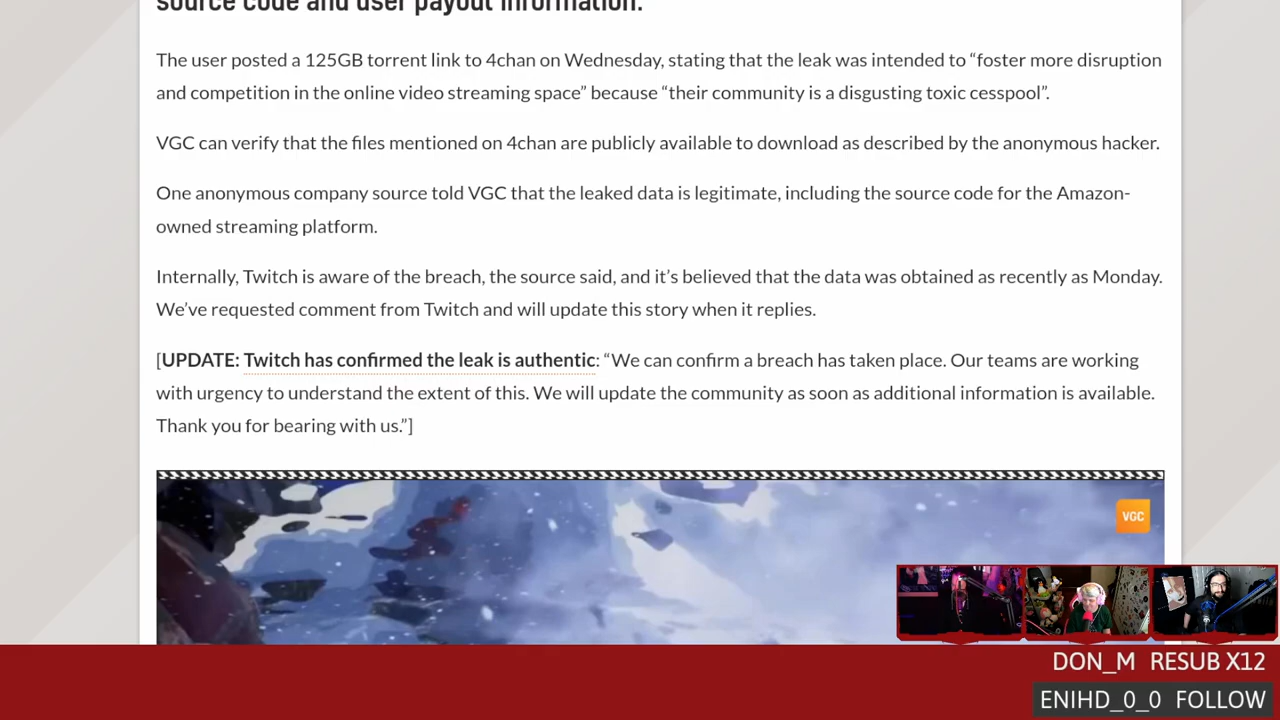 source code and user payout information.
The user posted a 125GB torrent link to 4chan on Wednesday, stating that the leak was intended to “foster more disruption
and competition in the online video streaming space” because “their community is a disgusting toxic cesspool”.
VGC can verify that the files mentioned on 4chan are publicly available to download as described by the anonymous hacker.
One anonymous company source told VGC that the leaked data is legitimate, including the source code for the Amazon-
owned streaming platform.
Internally, Twitch is aware of the breach, the source said, and it’s believed that the data was obtained as recently as Monday.
We’ve requested comment from Twitch and will update this story when it replies.
[UPDATE: Twitch has confirmed the leak is authentic: “We can confirm a breach has taken place. Our teams are working
with urgency to understand the extent of this. We will update the community as soon as additional information is available.
Thank you for bearing with us.”]
VGC
DON_M RESUB X12
ENIHD_0_0 FOLLOW